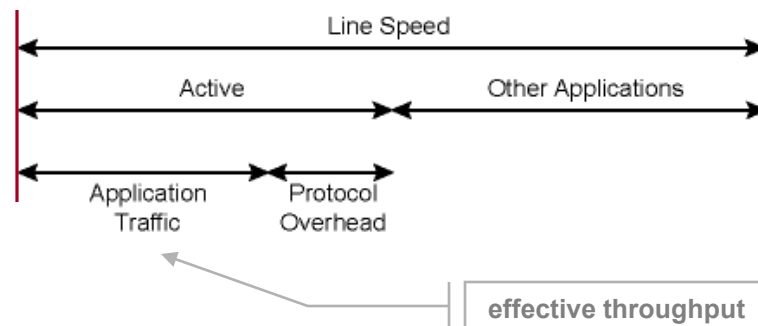 Line Speed
Active
Other Applications
Application
Traffic
Protocol
Overhead
effective throughput